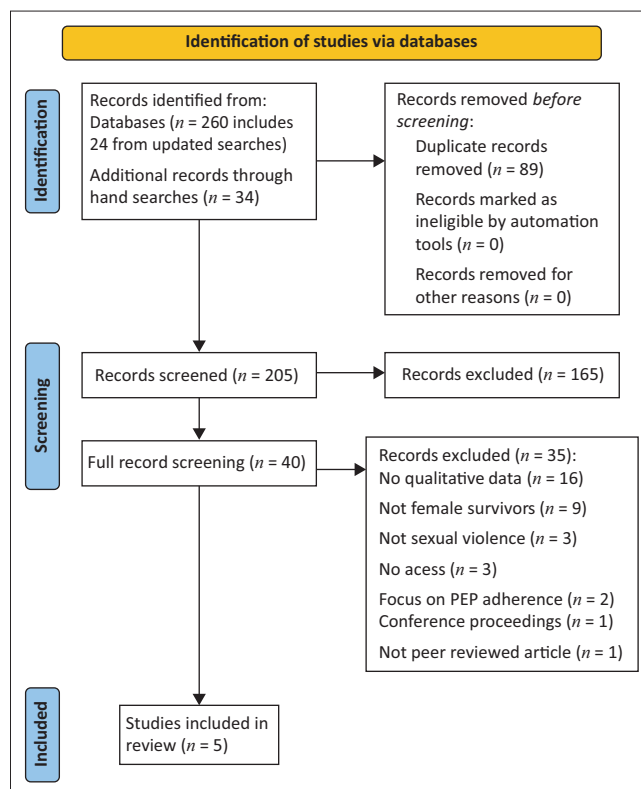 Identification of studies via databases
Identification
Records identified from:
Databases (n = 260 includes
24 from updated searches)
Additional records through
hand searches (n = 34)
Records removed before
screening:
Duplicate records
removed (n = 89)
Records marked as
ineligible by automation
tools (n = 0)
Records removed for
other reasons (n = 0)
Screening
Records screened (n = 205)
Records excluded (n = 165)
Full record screening (n = 40)
Records excluded (n = 35):
No qualitative data (n = 16)
Not female survivors (n = 9)
Not sexual violence (n = 3)
No acess (n = 3)
Focus on PEP adherence (n = 2)
Conference proceedings (n = 1)
Not peer reviewed article (n = 1)
Included
Studies included in
review (n = 5)